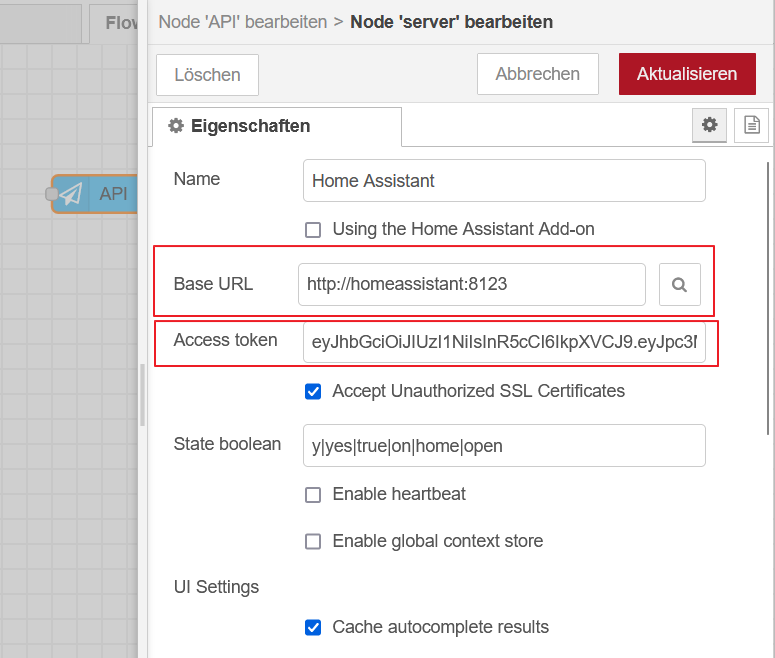 Flow
Node 'API' bearbeiten > Node 'server' bearbeiten
Löschen
Abbrechen
Aktualisieren
Eigenschaften
Name
Home Assistant
Using the Home Assistant Add-on
API
Base URL
http://homeassistant:8123
Access token
eyJhbGciOiJIUzI1NiIsInR5cCI6IkpXVCJ9.eyJpc3M
Accept Unauthorized SSL Certificates
State boolean
y|yes|true|on|home|open
Enable heartbeat
Enable global context store
UI Settings
Cache autocomplete results